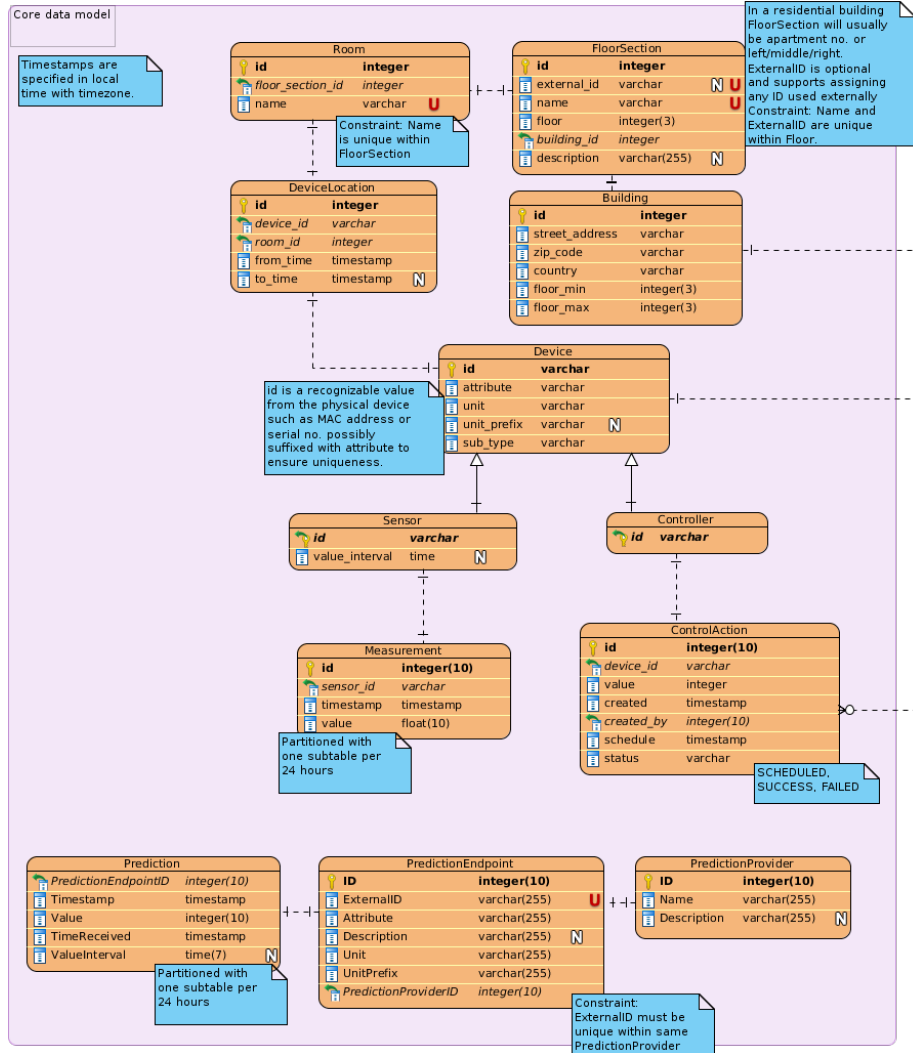 Core data model
Timestamps are
specified in local
time with timezone.
Room
id integer
floor_section_id integer
name varchar U
Constraint: Name
is unique within
FloorSection
FloorSection
id integer
external_id varchar N U
name varchar U
floor integer(3)
building_id integer
description varchar(255) N
In a residential building
FloorSection will usually
be apartment no. or
left/middle/right.
ExternalID is optional
and supports assigning
any ID used externally
Constraint: Name and
ExternalID are unique
within Floor.
DeviceLocation
id integer
device_id varchar
room_id integer
from_time timestamp
to_time timestamp N
Building
id integer
street_address varchar
zip_code varchar
country varchar
floor_min integer(3)
floor_max integer(3)
Device
id varchar
attribute varchar
unit varchar
unit_prefix varchar N
sub_type varchar
id is a recognizable value
from the physical device
such as MAC address or
serial no. possibly
suffixed with attribute to
ensure uniqueness.
Sensor
id varchar
value_interval time N
Controller
id varchar
Measurement
id integer(10)
sensor_id varchar
timestamp timestamp
value float(10)
Partitioned with
one subtable per
24 hours
ControlAction
id integer(10)
device_id varchar
value integer
created timestamp
created_by integer(10)
schedule timestamp
status varchar
SCHEDULED,
SUCCESS, FAILED
Prediction
PredictionEndpointID integer(10)
Timestamp timestamp
Value integer(10)
TimeReceived timestamp
ValueInterval time(7) N
Partitioned with
one subtable per
24 hours
PredictionEndpoint
ID integer(10)
ExternalID varchar(255) U
Attribute varchar(255)
Description varchar(255) N
Unit varchar(255)
UnitPrefix varchar(255)
PredictionProviderID integer(10)
Constraint:
ExternalID must be
unique within same
PredictionProvider
PredictionProvider
ID integer(10)
Name varchar(255)
Description varchar(255) N